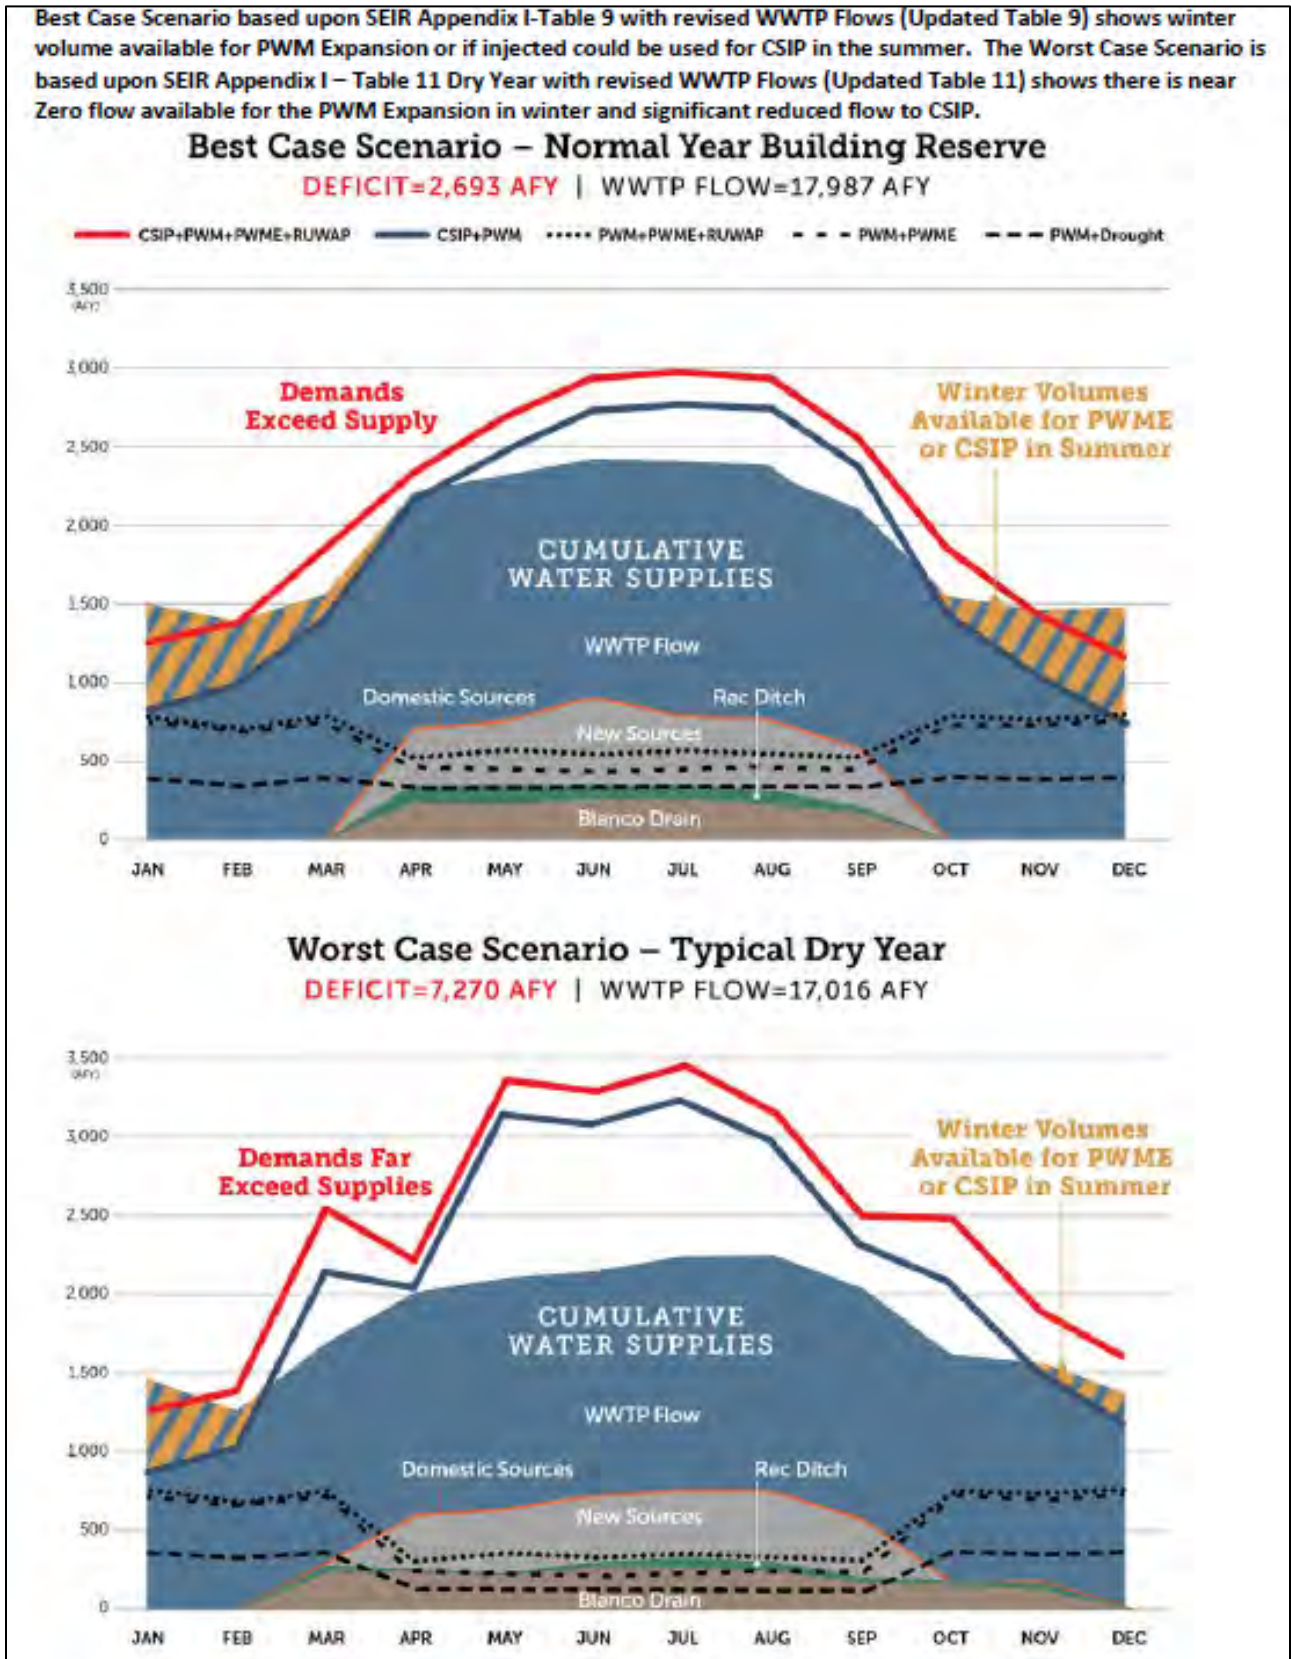 Best Case Scenario based upon SEIR Appendix I-Table 9 with revised WWTP Flows (Updated Table 9) shows winter
volume available for PWM Expansion or if injected could be used for CSIP in the summer. The Worst Case Scenario is
based upon SEIR Appendix I – Table 11 Dry Year with revised WWTP Flows (Updated Table 11) shows there is near
Zero flow available for the PWM Expansion in winter and significant reduced flow to CSIP.
Best Case Scenario – Normal Year Building Reserve
DEFICIT=2,693 AFY | WWTP FLOW=17,987 AFY
CSIP+PWM+PWME+RUWAP CSIP+PWM PWM+PWME+RUWAP PWM+PWME PWM+Drought
3,500
(AFY)
3,000
Demands
Exceed Supply
Winter Volumes
Available for PWME
or CSIP in Summer
2,500
2,000
CUMULATIVE
WATER SUPPLIES
1,500
WWTP Flow
1,000
Domestic Sources Rec Ditch
New Sources
500
Blanco Drain
0
JAN FEB MAR APR MAY JUN JUL AUG SEP OCT NOV DEC
Worst Case Scenario – Typical Dry Year
DEFICIT=7,270 AFY | WWTP FLOW=17,016 AFY
3,500
(AFY)
3,000
Demands Far
Exceed Supplies
Winter Volumes
Available for PWME
or CSIP in Summer
2,500
2,000
CUMULATIVE
WATER SUPPLIES
1,500
WWTP Flow
1,000
Domestic Sources Rec Ditch
New Sources
500
Blanco Drain
0
JAN FEB MAR APR MAY JUN JUL AUG SEP OCT NOV DEC